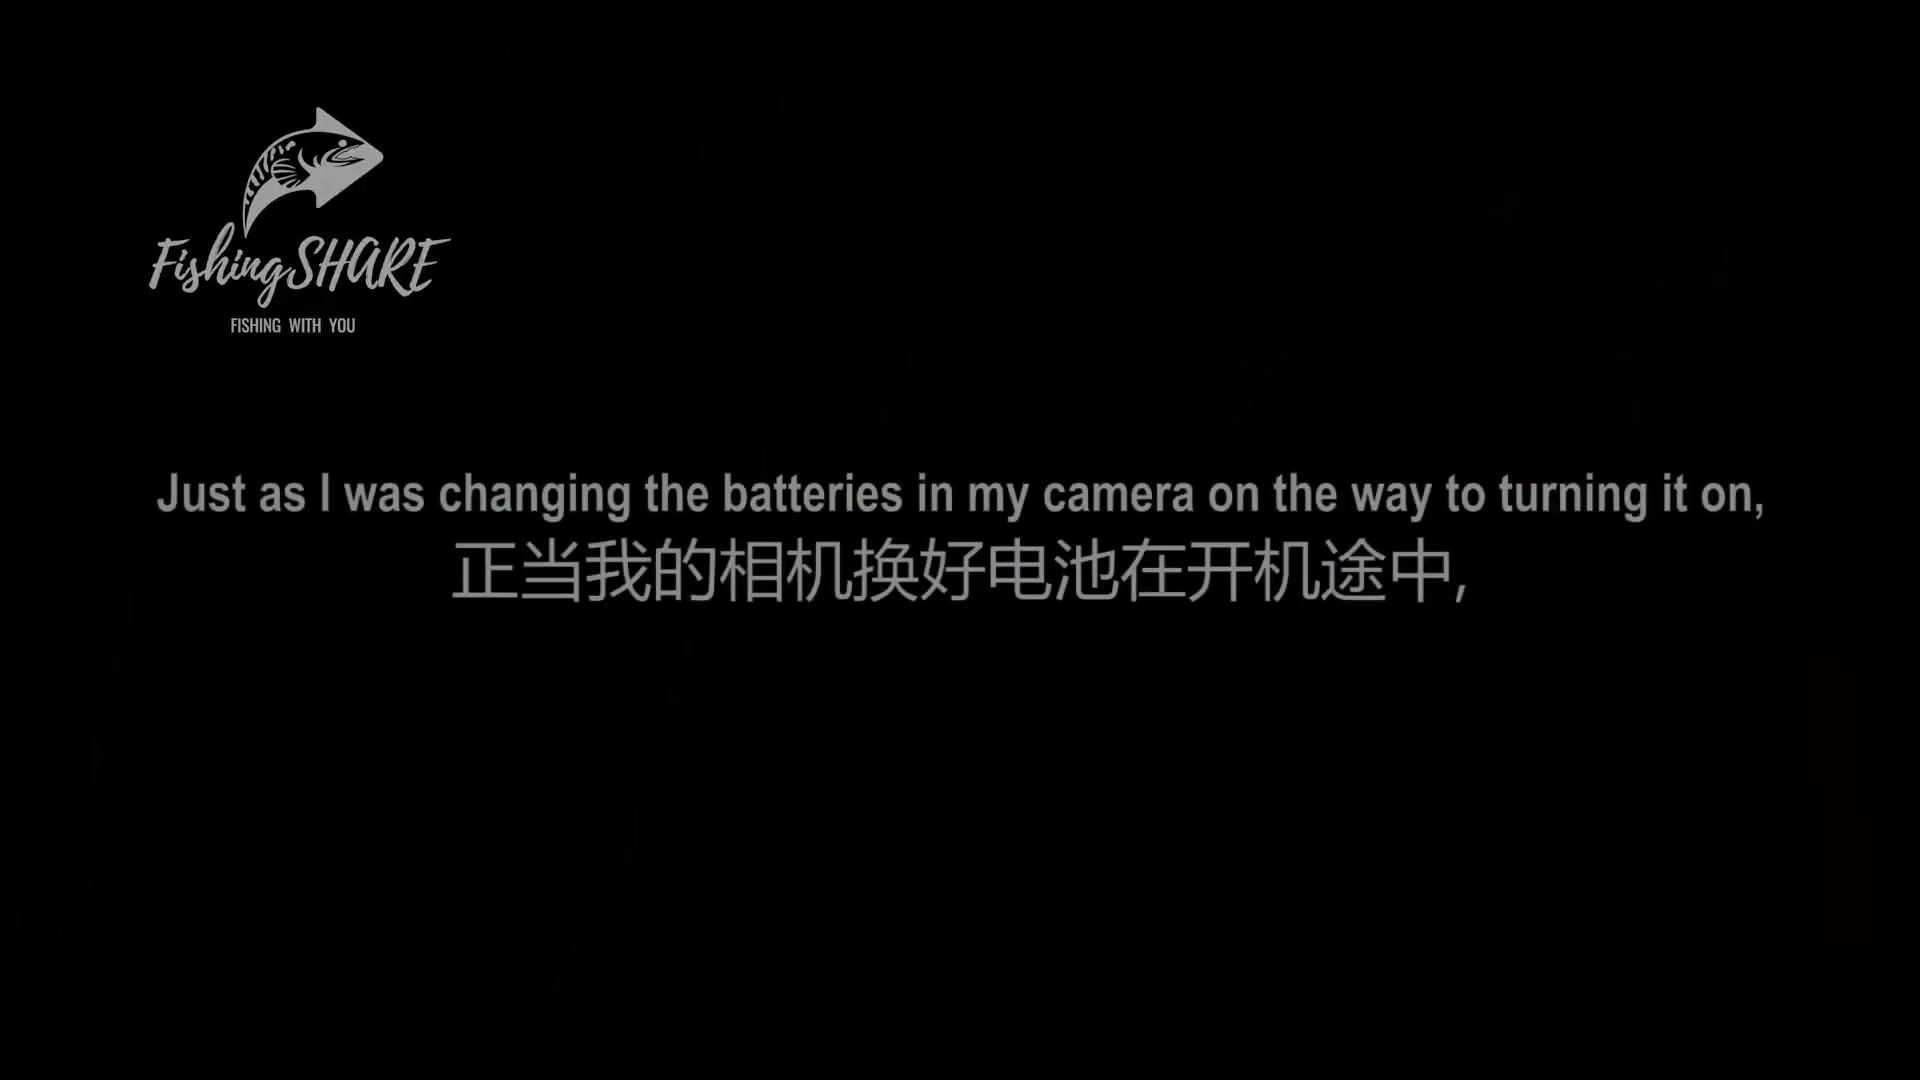 FishingSHARE
FISHING WITH YOU
Just as I was changing the batteries in my camera on the way to turning it on,
正当我的相机换好电池在开机途中,